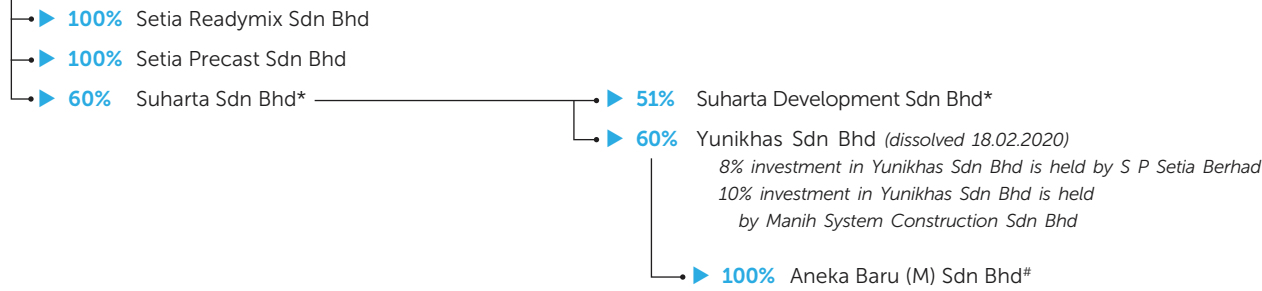 100% Setia Readymix Sdn Bhd
100% Setia Precast Sdn Bhd
60% Suharta Sdn Bhd*
51% Suharta Development Sdn Bhd*
60% Yunikhas Sdn Bhd (dissolved 18.02.2020)
8% investment in Yunikhas Sdn Bhd is held by S P Setia Berhad
10% investment in Yunikhas Sdn Bhd is held
by Manih System Construction Sdn Bhd
100% Aneka Baru (M) Sdn Bhd#